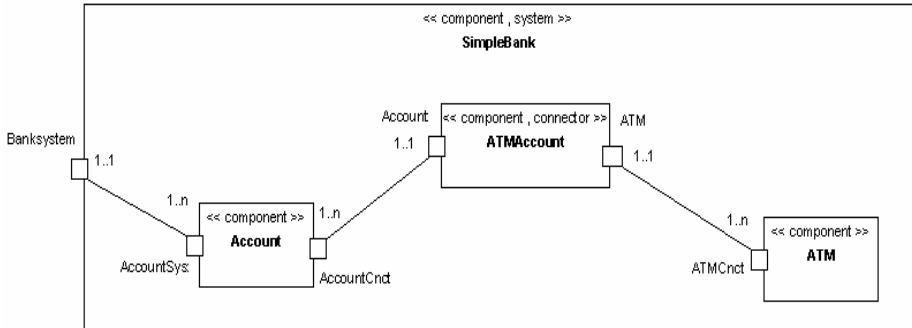 << component , system >>
SimpleBank
Account
<< component , connector >>
ATM
ATMAccount
1..1
1..1
Banksystem
1..1
1..n
<< component >>
Account
1..n
AccountSys:
AccountCnct
1..n
<< component >>
ATM
ATMCnct